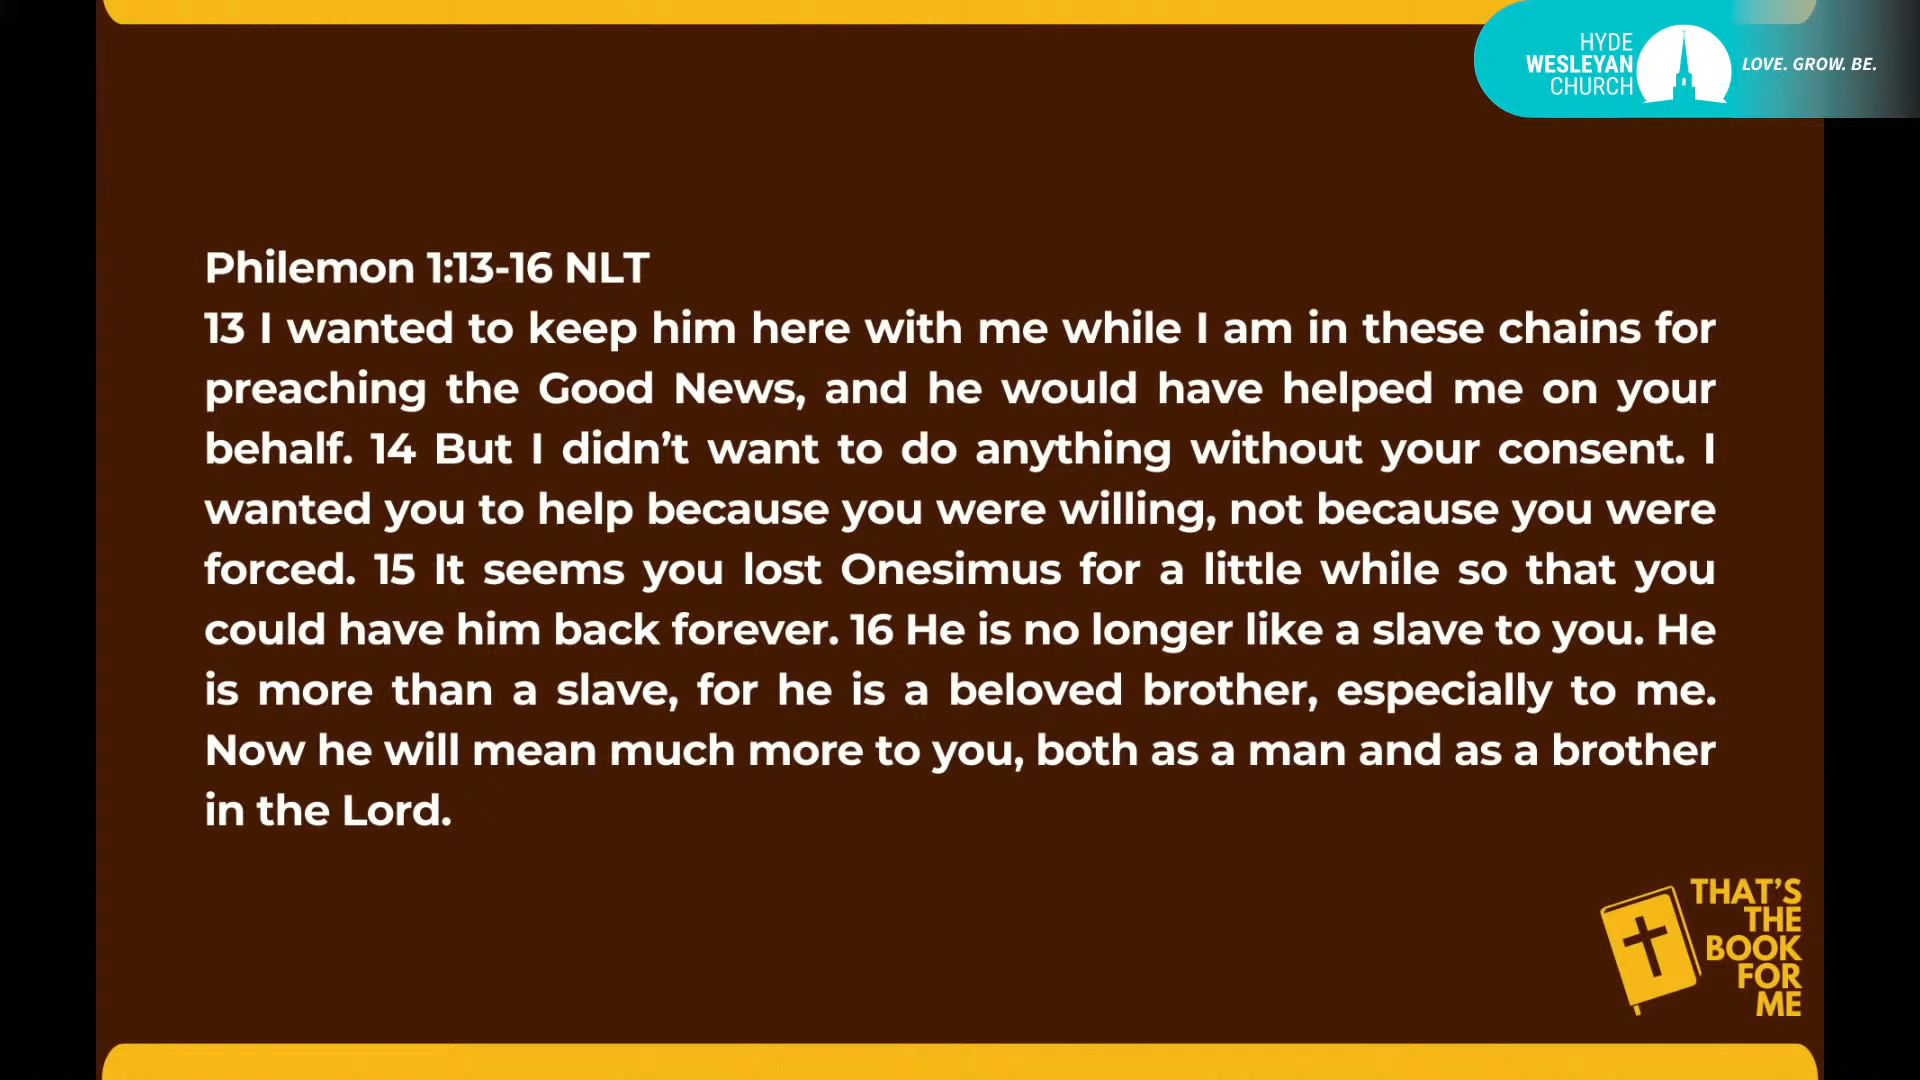 HYDE
WESLEYAN
CHURCH
LOVE. GROW. BE.
Philemon 1:13-16 NLT
13 I wanted to keep him here with me while I am in these chains for
preaching the Good News, and he would have helped me on your
behalf. 14 But I didn’t want to do anything without your consent. I
wanted you to help because you were willing, not because you were
forced. 15 It seems you lost Onesimus for a little while so that you
could have him back forever. 16 He is no longer like a slave to you. He
is more than a slave, for he is a beloved brother, especially to me.
Now he will mean much more to you, both as a man and as a brother
in the Lord.
THAT’S
THE
BOOK
FOR
ME